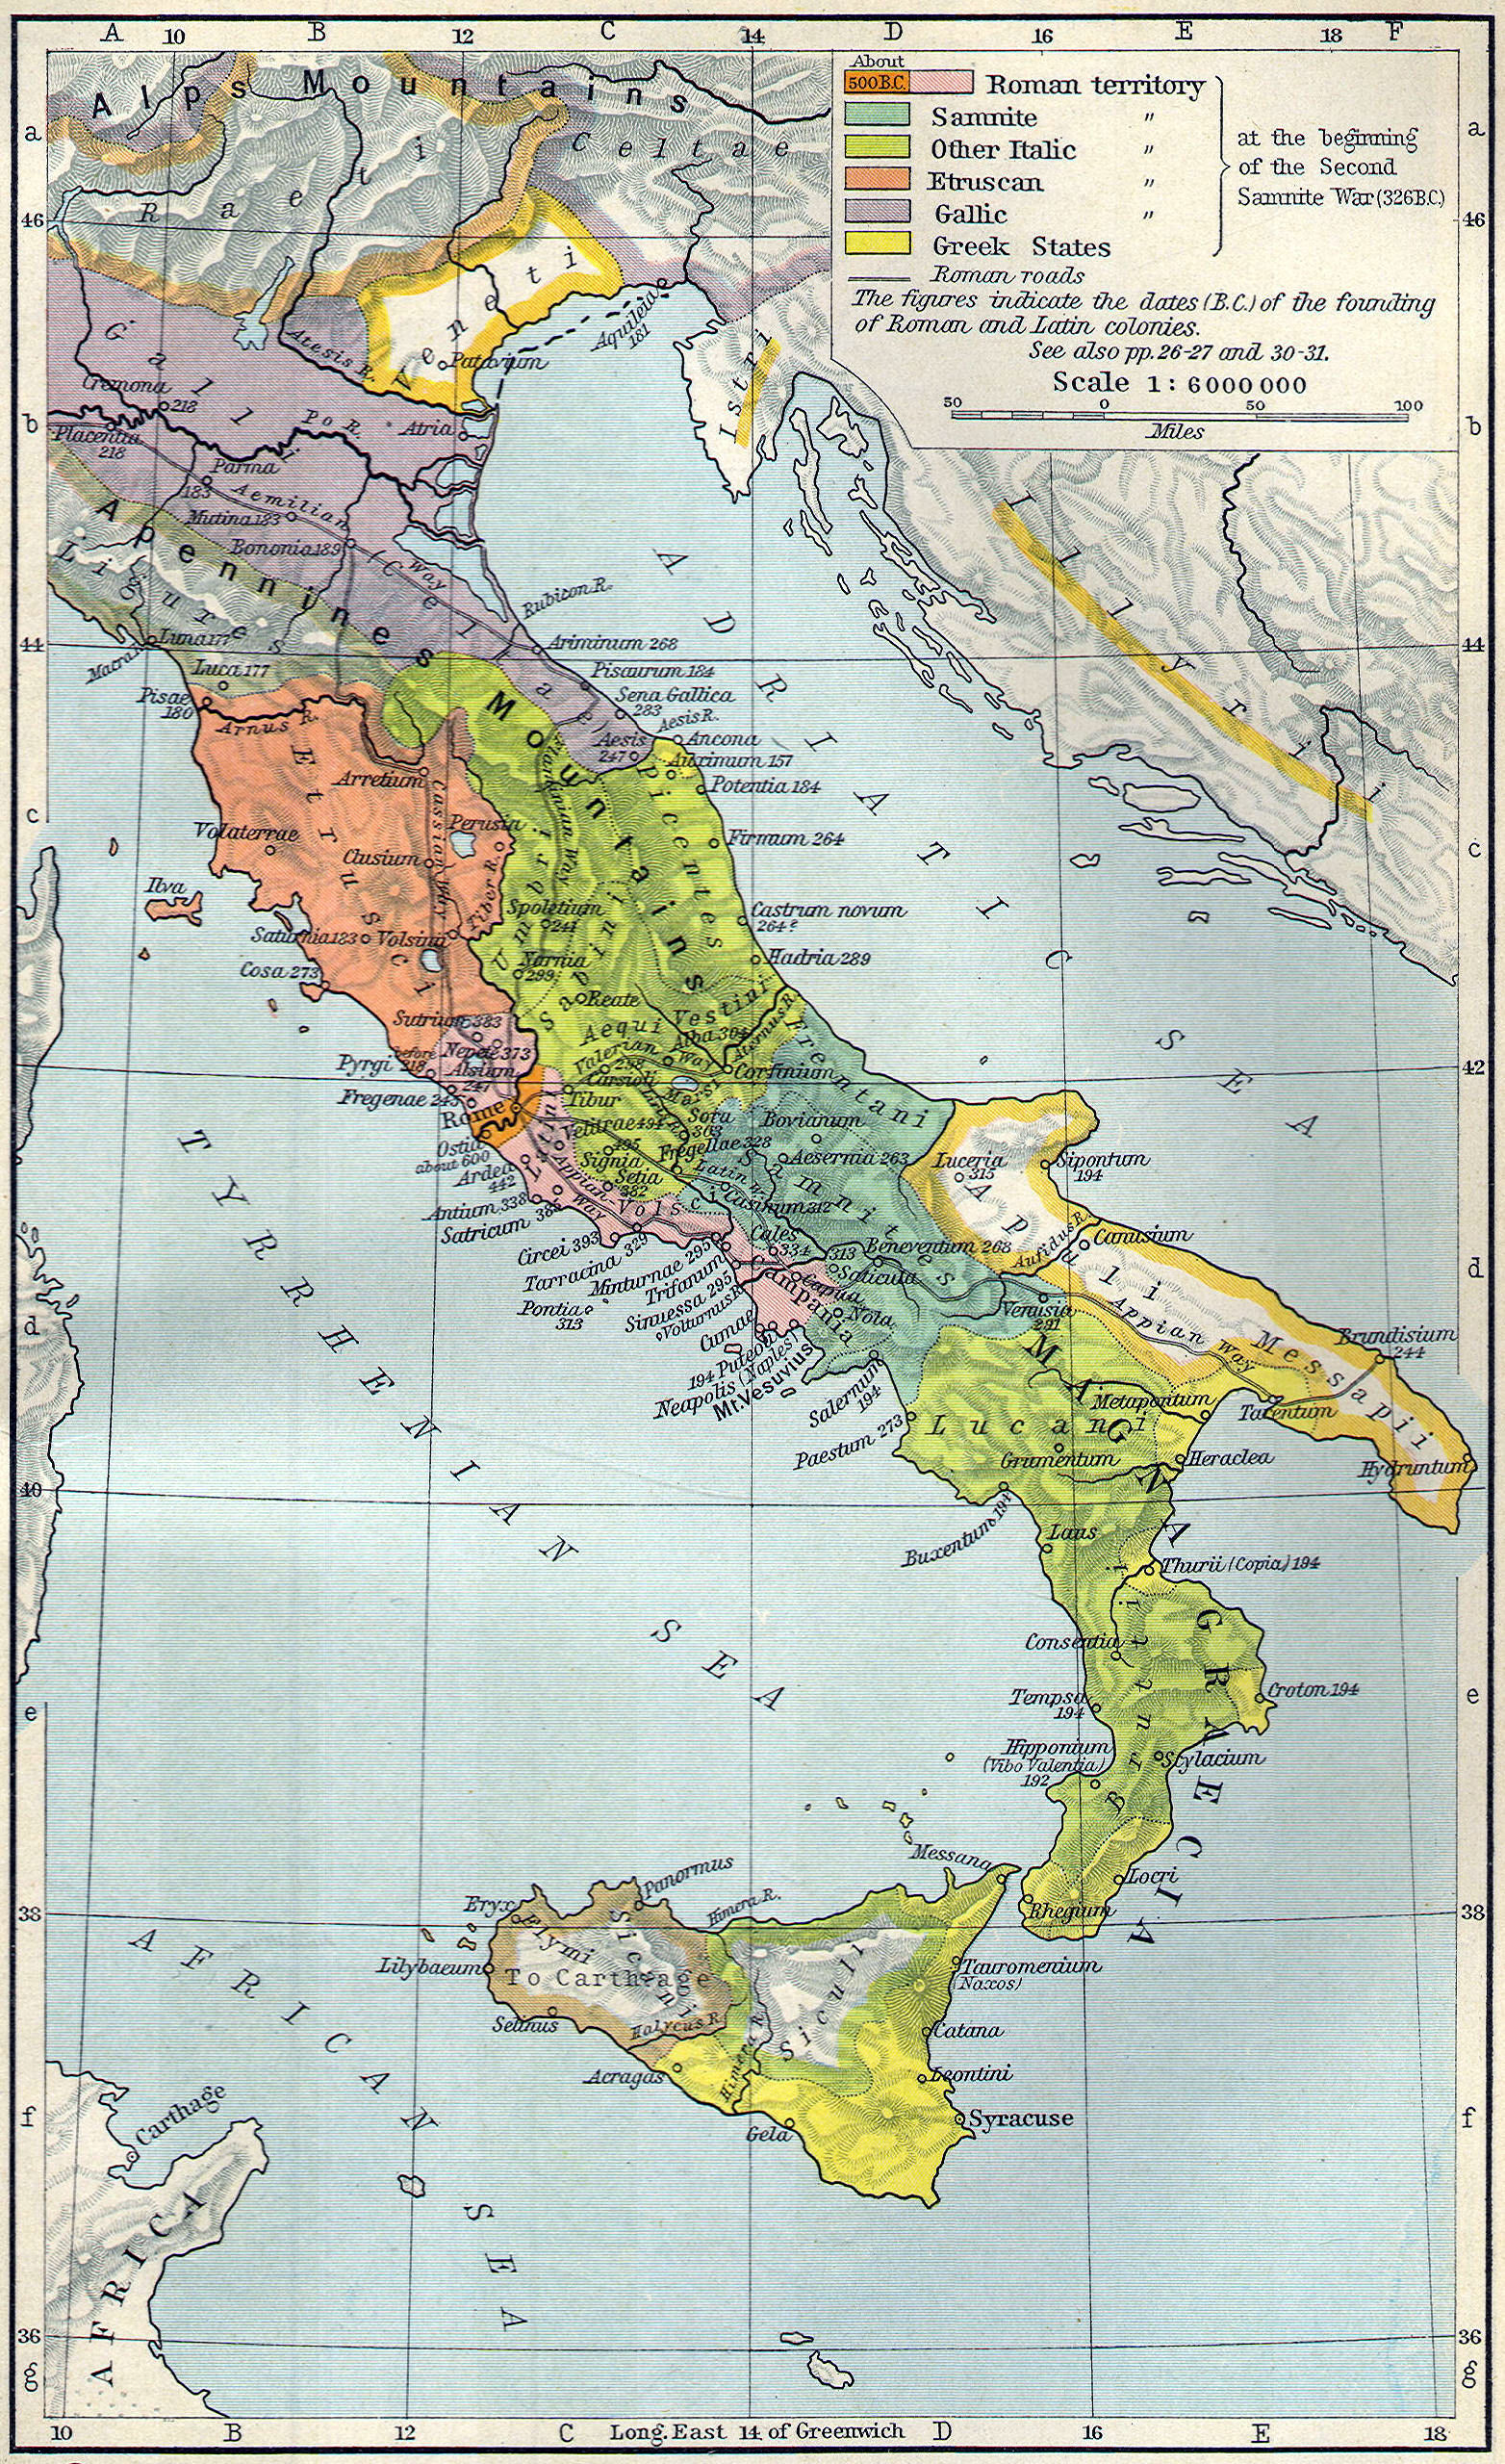 A 10 B 12 C 14 D 16 E 18 F
Alps Mountains
Celtae
Raeti
About
500 B.C. Roman territory
Samnite "
Other Italic "
Etruscan "
Gallic "
Greek States
at the beginning
of the Second
Samnite War (326 B.C.)
Roman roads
The figures indicate the dates (B.C.) of the founding
of Roman and Latin colonies.
See also pp. 26-27 and 30-31.
Scale 1 : 6000000
50 0 50 100
Miles
a
a
46
46
b
b
44
44
c
c
42
42
d
d
40
e
e
38
38
f
f
36
36
g
g
Veneti
Aquileia
181
Patavium
Atesis R.
Istri
Galli
(Celtae)
Cremona
218
Placentia
218
Po R.
Atria
Parma
183
Aemilian Way
Mutina 183
Bononia 189
Apennines Mountains
Ligures
Rubicon R.
Illyrii
ADRIATIC SEA
Luna 177
Macra R.
Luca 177
Pisae
180
Arnus R.
Ariminum 268
Pisaurum 184
Sena Gallica
283
Aesis R.
Aesis
247
Ancona
Auximum 157
Potentia 184
Picentes
Firmum 264
Castrum novum
264?
Hadria 289
Etrusci
Arretium
Cassian Way
Perusia
Volaterrae
Clusium
Tiber R.
Ilva
Saturnia 183
Volsinii
Cosa 273
Umbri
Flaminian Way
Spoletium
241
Narnia
299
Sabini
Reate
Aequi
Vestini
Alba 304
Aternus R.
Valerian Way
298
Carsioli
Corfinium
Marsi
Frentani
Sutrium 383
Nepete 373
before
218
Pyrgi
Alsium
247
Fregenae 245
Rome
Tibur
Ostia
about 600
Latini
Velitrae 494
495
Signia
Setia
382
Sora
303
Fregellae 328
Latin W.
Liris R.
Ardea
442
Appian Way
Volsci
Antium 338
Satricum 385
Circei 393
Tarracina 329
Minturnae 295
Trifanum
Sinuessa 295
Volturnus R.
Pontia
313
Casinum 312
Cales
334
Campania
Capua
Nola
Cumae
194 Puteoli
Neapolis (Naples)
Mt. Vesuvius
Salernum
194
Paestum 273
Bovianum
Aesernia 263
Samnites
313
Saticula
Beneventum 268
Luceria
315
Sipontum
194
Apuli
Aufidus R.
Canusium
Venusia
291
Appian Way
Messapii
Brundisium
244
Tarentum
Metapontum
Heraclea
Hydruntum
Lucani
Grumentum
MAGNA GRAECIA
Buxentum 194
Laus
Thurii (Copia) 194
Bruttii
Consentia
Tempsa
194
Croton 194
Hipponium
(Vibo Valentia)
192
Scylacium
Locri
Rhegium
TYRRHENIAN SEA
Messana
Panormus
Himera R.
Eryx
Elymi
Sicani
Siculi
To Carthage
Lilybaeum
Selinus
Halycus R.
Himera R.
Acragas
Gela
Tauromenium
(Naxos)
Catana
Leontini
Syracuse
AFRICAN SEA
Carthage
AFRICA
10 B 12 C Long. East 14 of Greenwich D 16 E 18